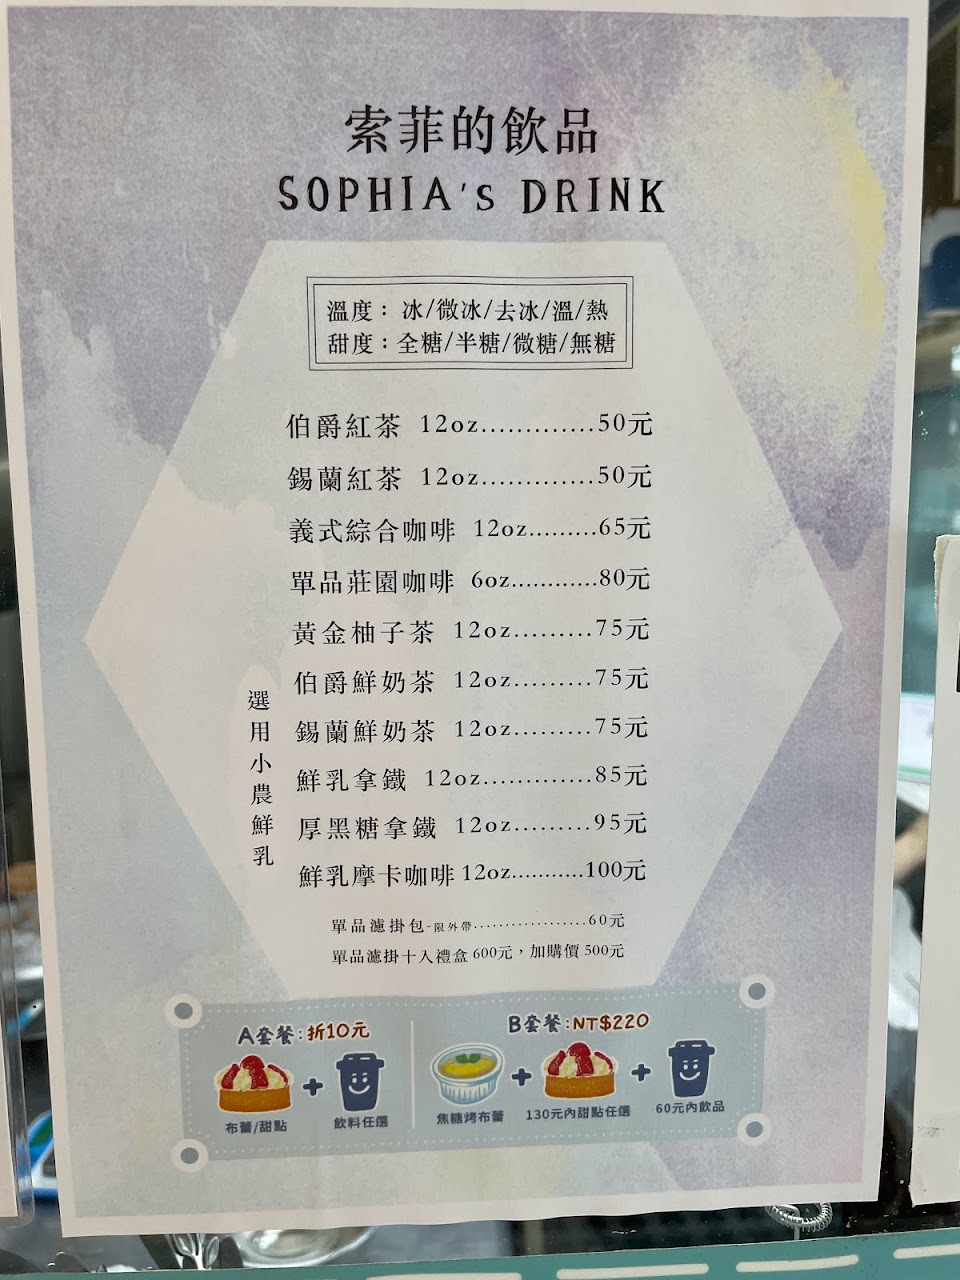 索菲的飲品
SOPHIA's DRINK
溫度：冰/微冰/去冰/溫/熱
甜度：全糖/半糖/微糖/無糖
伯爵紅茶 12oz.............50元
錫蘭紅茶 12oz.............50元
義式綜合咖啡 12oz.........65元
單品莊園咖啡 6oz............80元
黃金柚子茶 12oz.........75元
選用小農鮮乳
伯爵鮮奶茶 12oz.........75元
錫蘭鮮奶茶 12oz.........75元
鮮乳拿鐵 12oz.............85元
厚黑糖拿鐵 12oz.........95元
鮮乳摩卡咖啡 12oz...........100元
單品濾掛包-限外帶..................60元
單品濾掛十入禮盒600元，加購價500元
A套餐:折10元
布蕾/甜點 + 飲料任選
B套餐:NT$220
焦糖烤布蕾 + 130元內甜點任選 + 60元內飲品